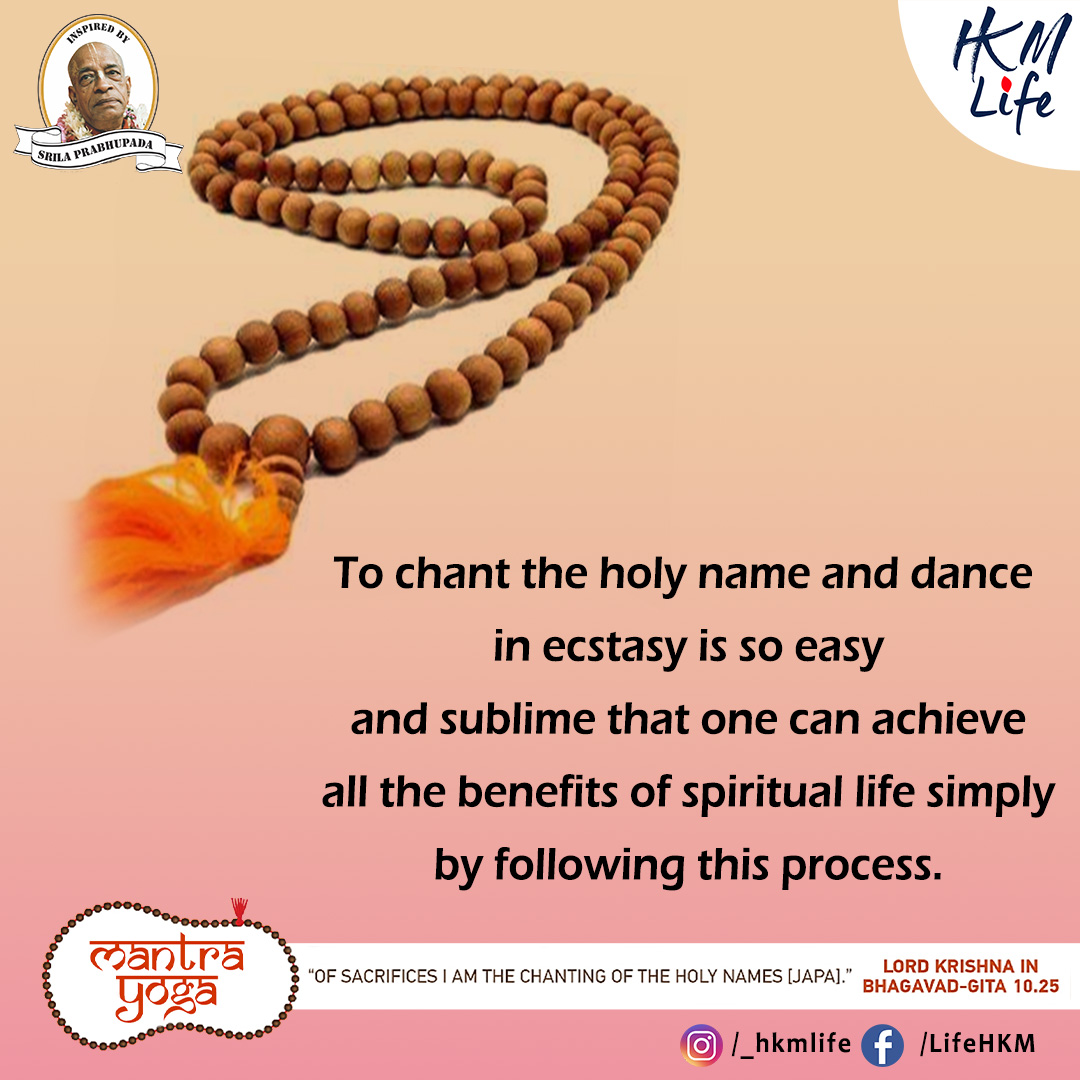 INSPIRED BY
SRILA PRABHUPADA
HKM
Life
To chant the holy name and dance
in ecstasy is so easy
and sublime that one can achieve
all the benefits of spiritual life simply
by following this process.
mantra
yoga
“OF SACRIFICES I AM THE CHANTING OF THE HOLY NAMES [JAPA].”
LORD KRISHNA IN
BHAGAVAD-GITA 10.25
/_hkmlife
/LifeHKM